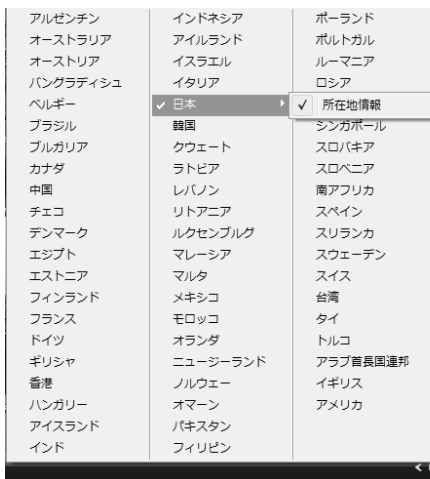 アルゼンチン
オーストラリア
オーストリア
バングラディシュ
ベルギー
ブラジル
ブルガリア
カナダ
中国
チェコ
デンマーク
エジプト
エストニア
フィンランド
フランス
ドイツ
ギリシャ
香港
ハンガリー
アイスランド
インド
インドネシア
アイルランド
イスラエル
イタリア
日本
韓国
クウェート
ラトビア
レバノン
リトアニア
ルクセンブルグ
マレーシア
マルタ
メキシコ
モロッコ
オランダ
ニュージーランド
ノルウェー
オマーン
パキスタン
フィリピン
ポーランド
ポルトガル
ルーマニア
ロシア
所在地情報
シンガポール
スロバキア
スロベニア
南アフリカ
スペイン
スリランカ
スウェーデン
スイス
台湾
タイ
トルコ
アラブ首長国連邦
イギリス
アメリカ